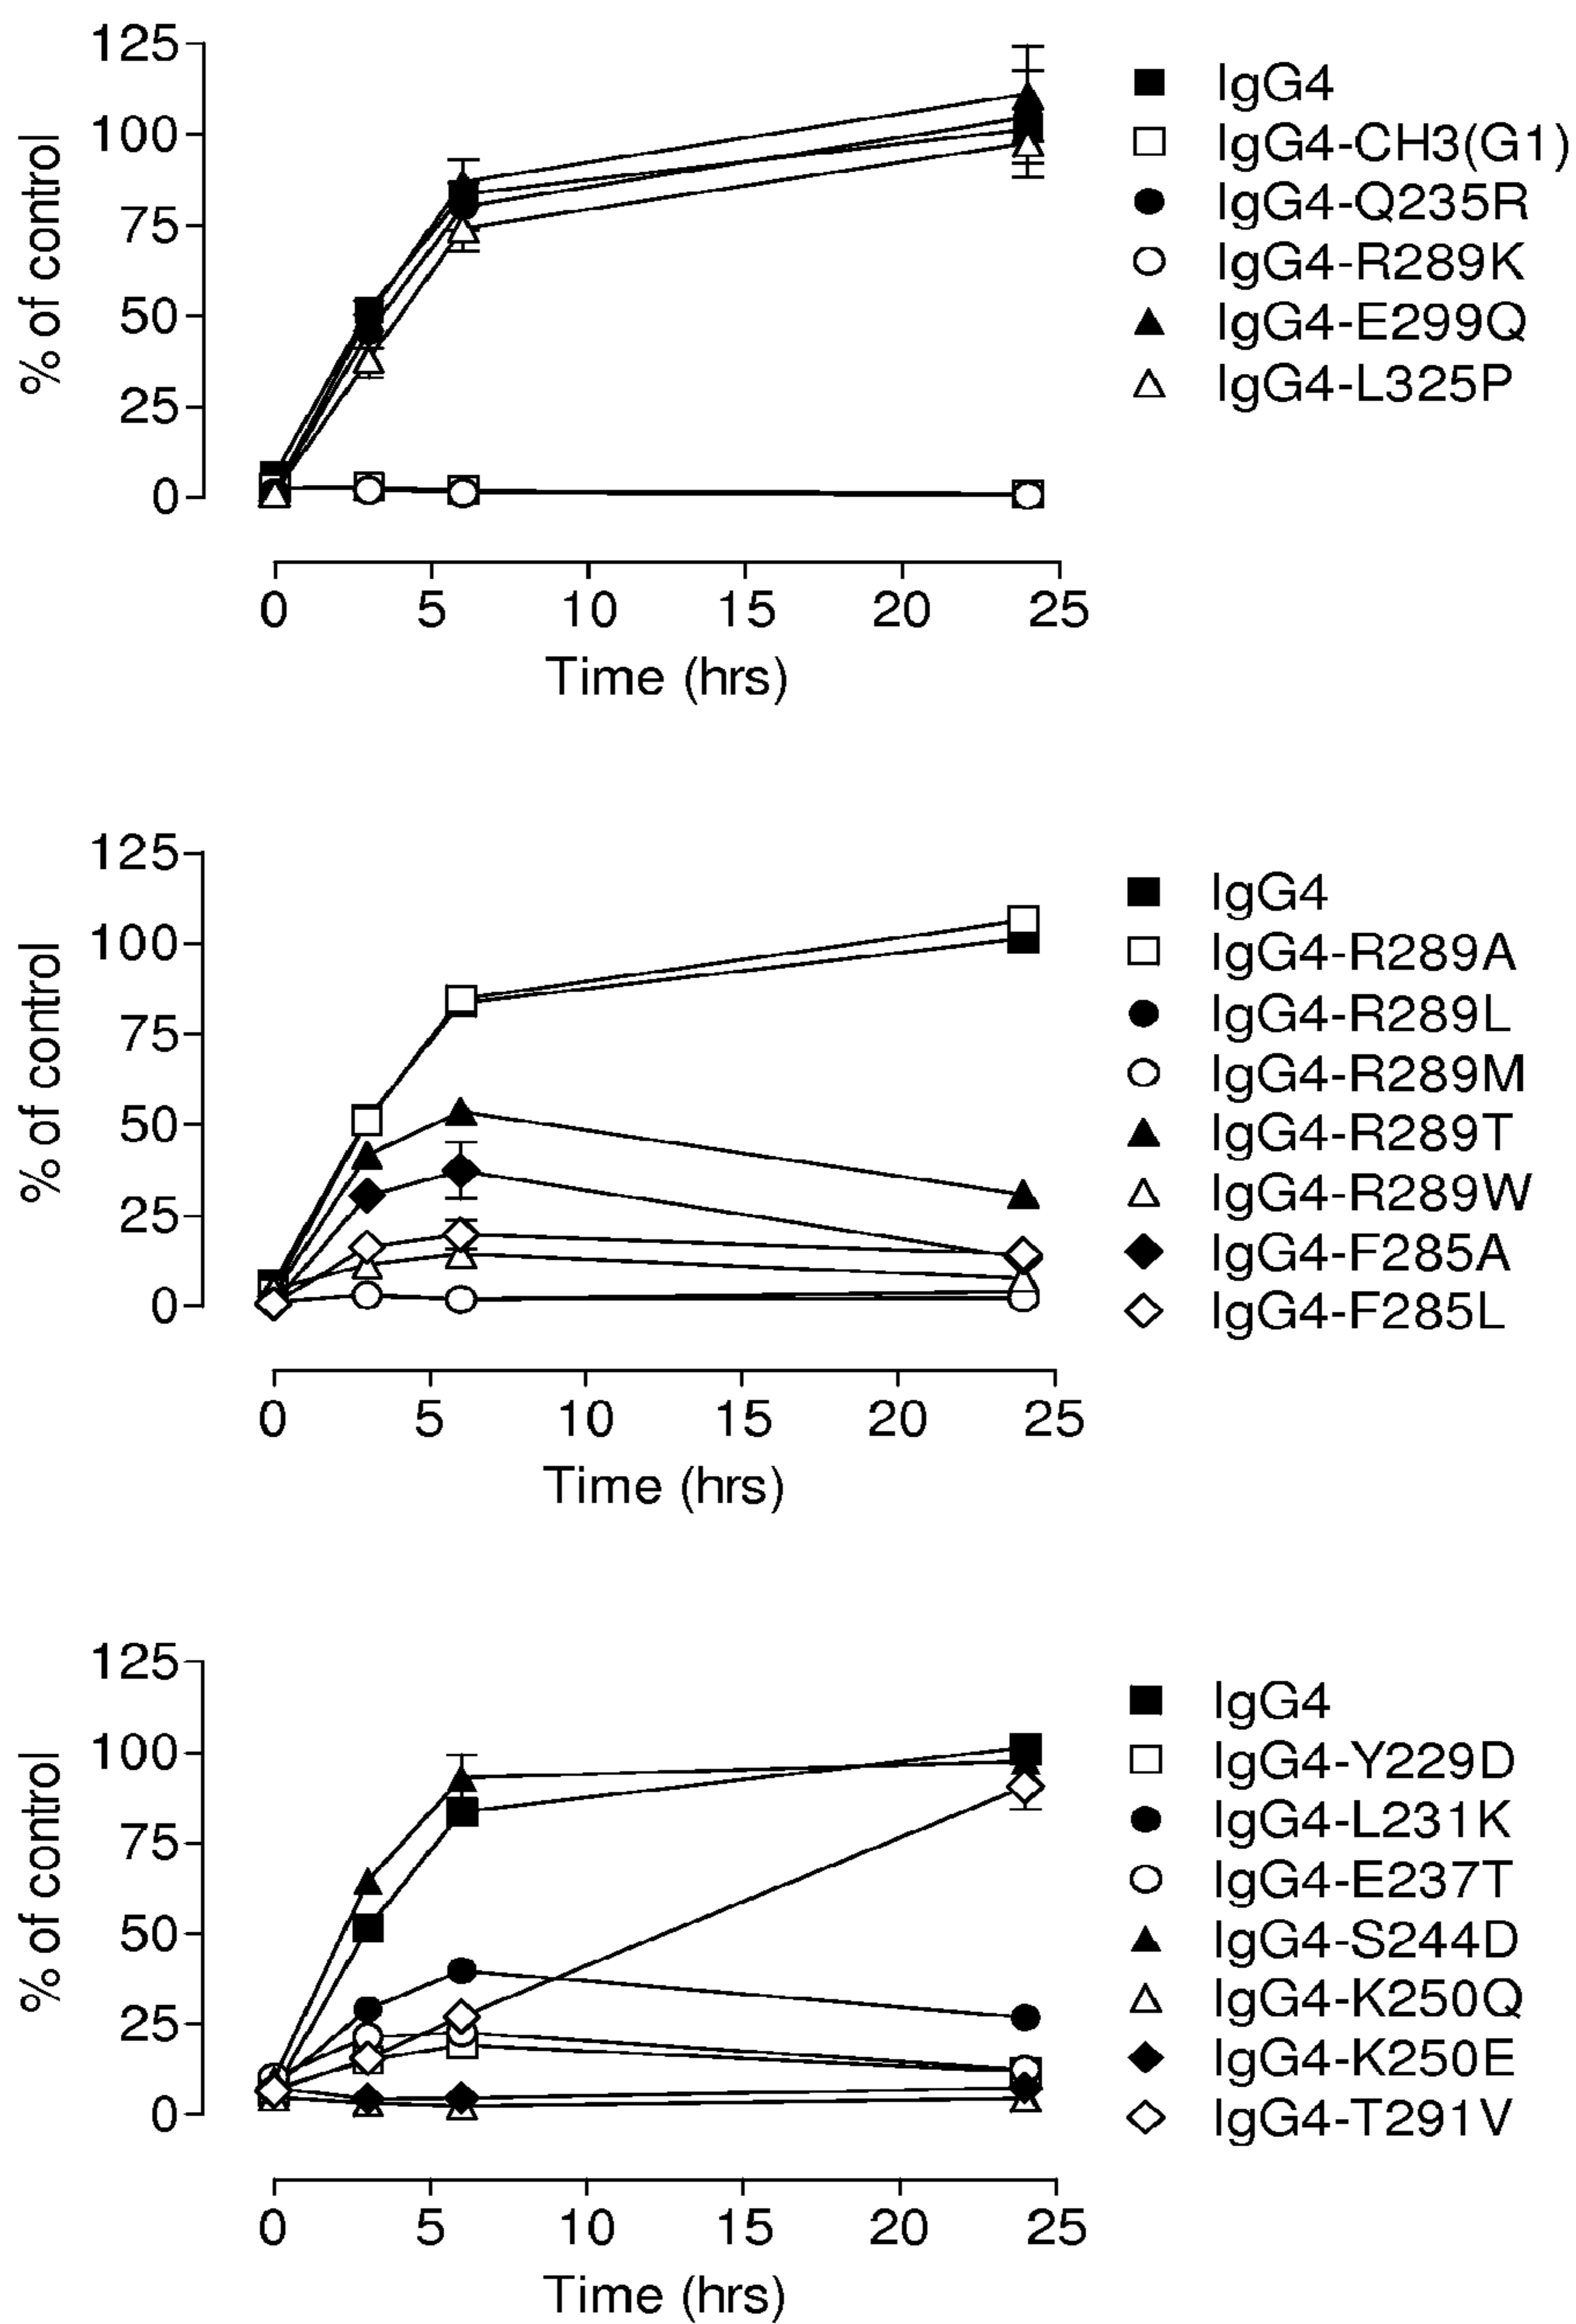 125
100
75
50
25
0
% of control
0 5 10 15 20 25
Time (hrs)
IgG4
IgG4-CH3(G1)
IgG4-Q235R
IgG4-R289K
IgG4-E299Q
IgG4-L325P
125
100
75
50
25
0
% of control
0 5 10 15 20 25
Time (hrs)
IgG4
IgG4-R289A
IgG4-R289L
IgG4-R289M
IgG4-R289T
IgG4-R289W
IgG4-F285A
IgG4-F285L
125
100
75
50
25
0
% of control
0 5 10 15 20 25
Time (hrs)
IgG4
IgG4-Y229D
IgG4-L231K
IgG4-E237T
IgG4-S244D
IgG4-K250Q
IgG4-K250E
IgG4-T291V